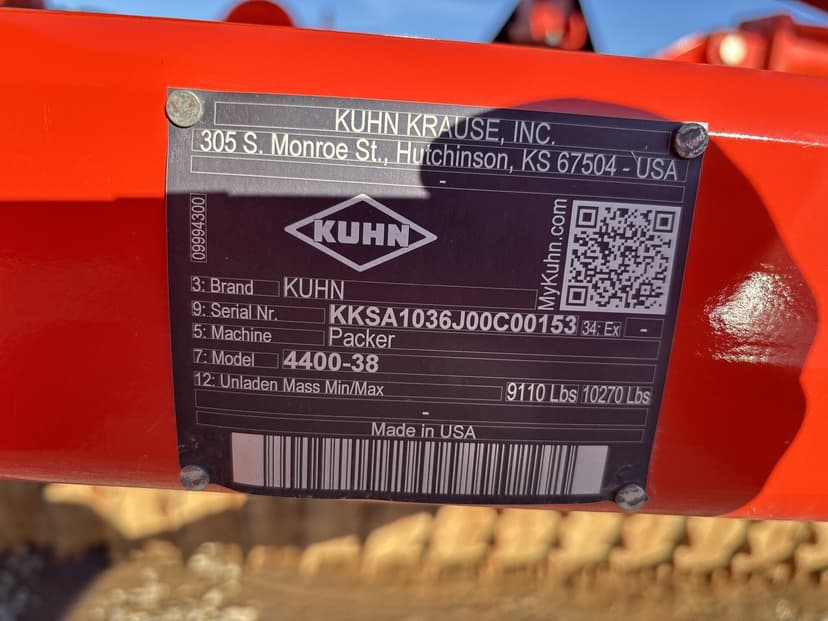 KUHN KRAUSE, INC.
305 S. Monroe St., Hutchinson, KS 67504 - USA
-
09994300
KUHN
MyKuhn.com
3: Brand KUHN
9: Serial Nr. KKSA1036J00C00153 34: Ex -
5: Machine Packer
7: Model 4400-38
12: Unladen Mass Min/Max 9110 Lbs 10270 Lbs
-
Made in USA